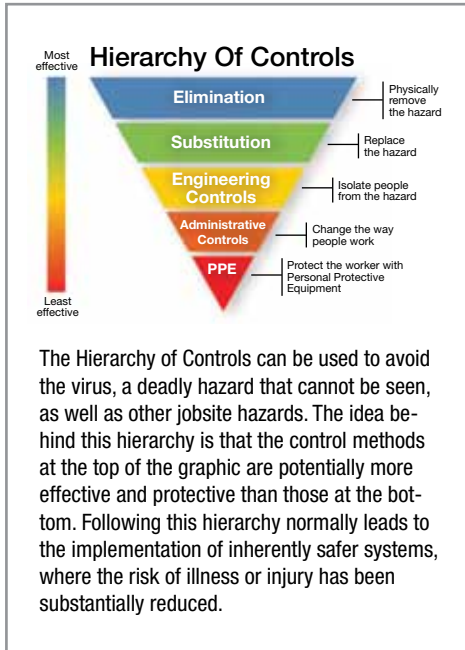 Hierarchy Of Controls
Most
effective
Elimination
Physically
remove
the hazard
Substitution
Replace
the hazard
Engineering
Controls
Isolate people
from the hazard
Administrative
Controls
Change the way
people work
PPE
Protect the worker with
Personal Protective
Equipment
Least
effective
The Hierarchy of Controls can be used to avoid
the virus, a deadly hazard that cannot be seen,
as well as other jobsite hazards. The idea be-
hind this hierarchy is that the control methods
at the top of the graphic are potentially more
effective and protective than those at the bot-
tom. Following this hierarchy normally leads to
the implementation of inherently safer systems,
where the risk of illness or injury has been
substantially reduced.